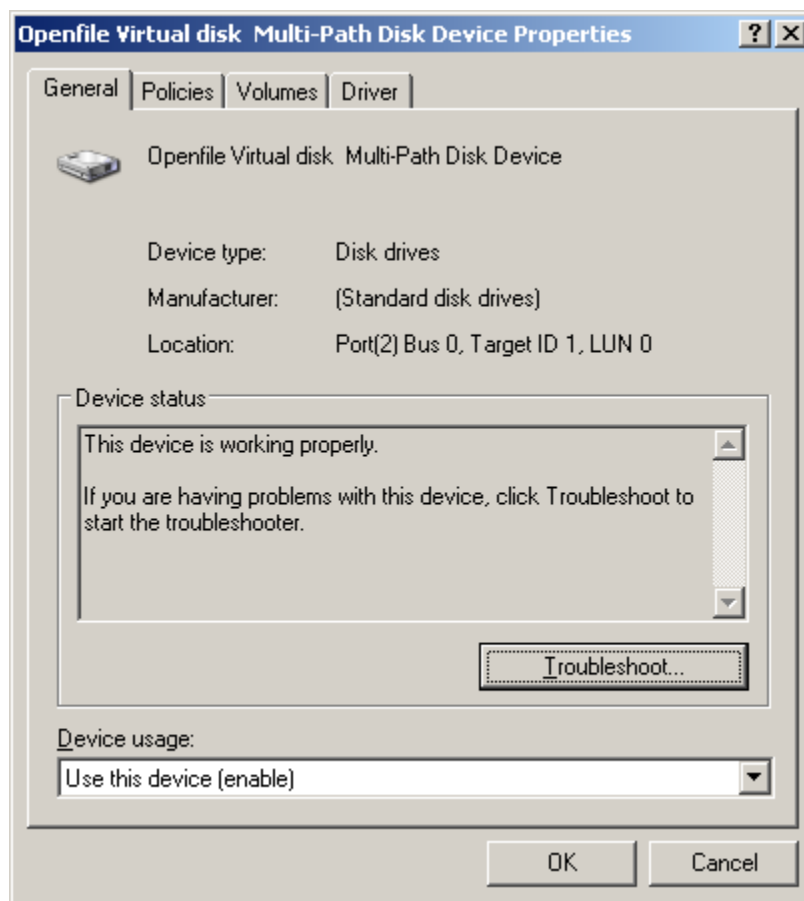 Openfile Virtual disk  Multi-Path Disk Device Properties
General Policies Volumes Driver
Openfile Virtual disk  Multi-Path Disk Device
Device type: Disk drives
Manufacturer: (Standard disk drives)
Location: Port(2) Bus 0, Target ID 1, LUN 0
Device status
This device is working properly.
If you are having problems with this device, click Troubleshoot to
start the troubleshooter.
Troubleshoot...
Device usage:
Use this device (enable)
OK Cancel